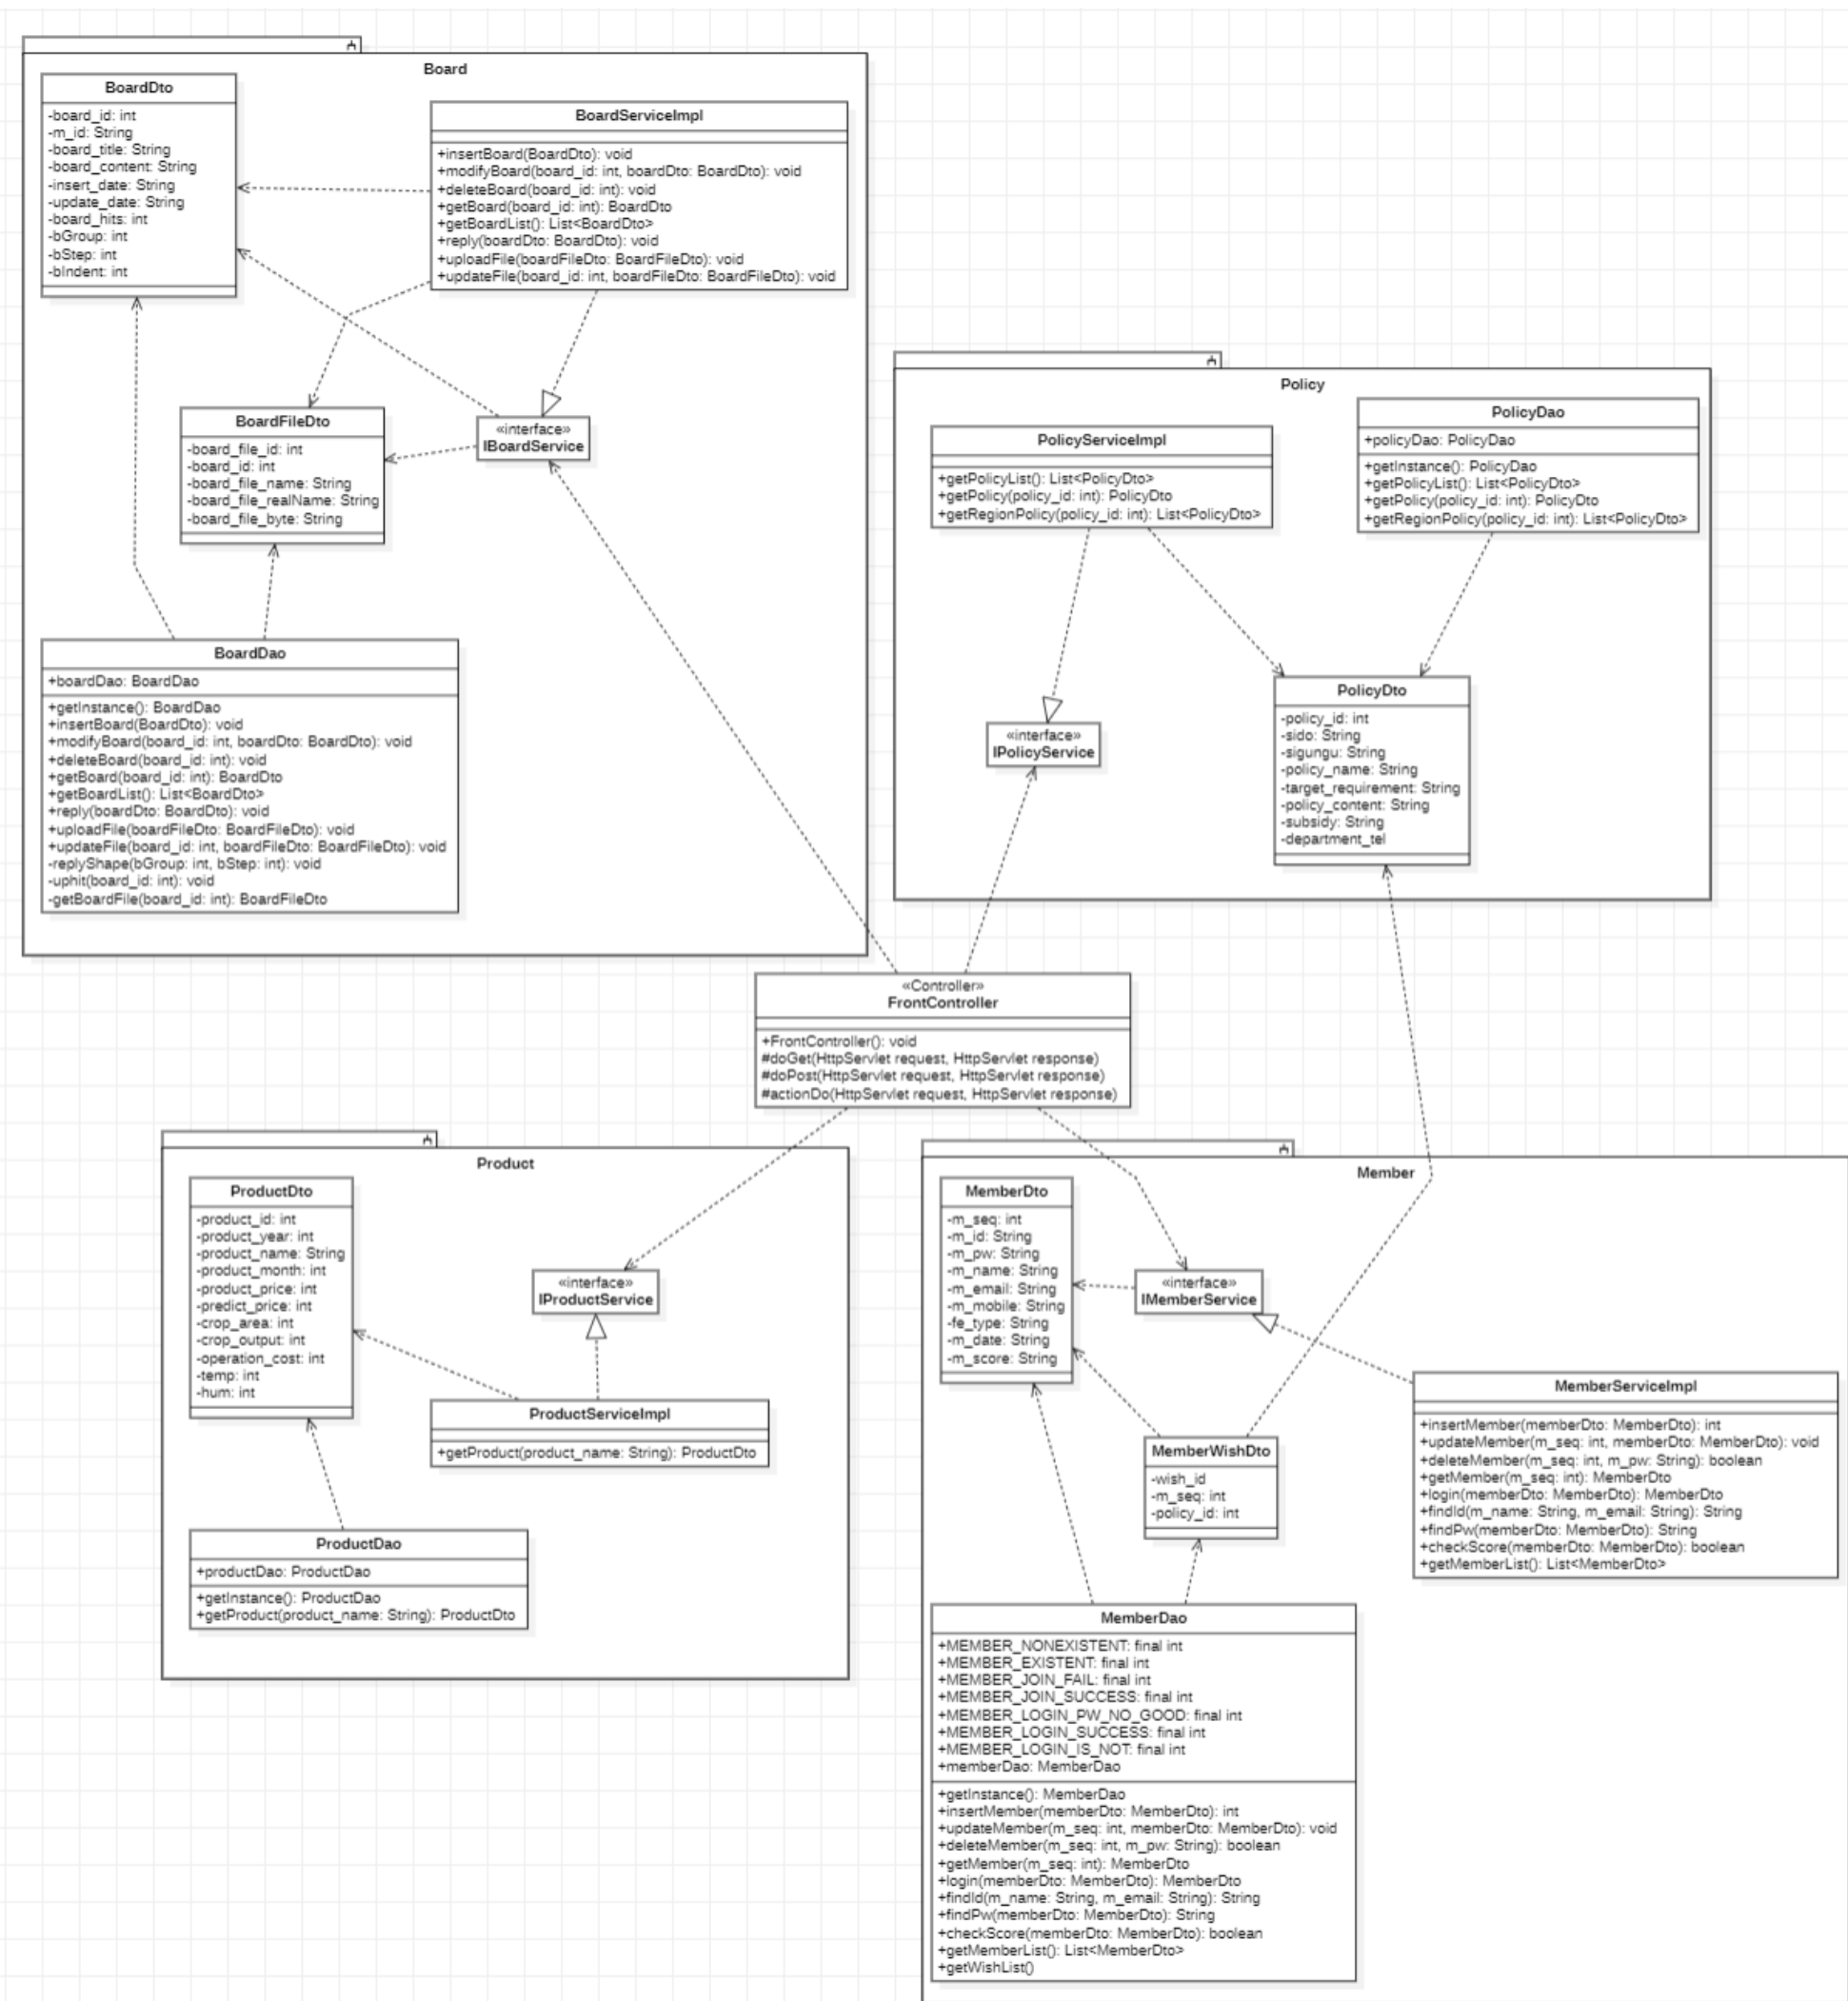 Board
BoardDto
-board_id: int
-m_id: String
-board_title: String
-board_content: String
-insert_date: String
-update_date: String
-board_hits: int
-bGroup: int
-bStep: int
-bIndent: int
BoardServiceImpl
+insertBoard(BoardDto): void
+modifyBoard(board_id: int, boardDto: BoardDto): void
+deleteBoard(board_id: int): void
+getBoard(board_id: int): BoardDto
+getBoardList(): List<BoardDto>
+reply(boardDto: BoardDto): void
+uploadFile(boardFileDto: BoardFileDto): void
+updateFile(board_id: int, boardFileDto: BoardFileDto): void
BoardFileDto
-board_file_id: int
-board_id: int
-board_file_name: String
-board_file_realName: String
-board_file_byte: String
«interface»
IBoardService
BoardDao
+boardDao: BoardDao
+getInstance(): BoardDao
+insertBoard(BoardDto): void
+modifyBoard(board_id: int, boardDto: BoardDto): void
+deleteBoard(board_id: int): void
+getBoard(board_id: int): BoardDto
+getBoardList(): List<BoardDto>
+reply(boardDto: BoardDto): void
+uploadFile(boardFileDto: BoardFileDto): void
+updateFile(board_id: int, boardFileDto: BoardFileDto): void
-replyShape(bGroup: int, bStep: int): void
-uphit(board_id: int): void
-getBoardFile(board_id: int): BoardFileDto
Policy
PolicyServiceImpl
+getPolicyList(): List<PolicyDto>
+getPolicy(policy_id: int): PolicyDto
+getRegionPolicy(policy_id: int): List<PolicyDto>
PolicyDao
+policyDao: PolicyDao
+getInstance(): PolicyDao
+getPolicyList(): List<PolicyDto>
+getPolicy(policy_id: int): PolicyDto
+getRegionPolicy(policy_id: int): List<PolicyDto>
«interface»
IPolicyService
PolicyDto
-policy_id: int
-sido: String
-sigungu: String
-policy_name: String
-target_requirement: String
-policy_content: String
-subsidy: String
-department_tel
«Controller»
FrontController
+FrontController(): void
#doGet(HttpServlet request, HttpServlet response)
#doPost(HttpServlet request, HttpServlet response)
#actionDo(HttpServlet request, HttpServlet response)
Product
ProductDto
-product_id: int
-product_year: int
-product_name: String
-product_month: int
-product_price: int
-predict_price: int
-crop_area: int
-crop_output: int
-operation_cost: int
-temp: int
-hum: int
«interface»
IProductService
ProductServiceImpl
+getProduct(product_name: String): ProductDto
ProductDao
+productDao: ProductDao
+getInstance(): ProductDao
+getProduct(product_name: String): ProductDto
Member
MemberDto
-m_seq: int
-m_id: String
-m_pw: String
-m_name: String
-m_email: String
-m_mobile: String
-fe_type: String
-m_date: String
-m_score: String
«interface»
IMemberService
MemberServiceImpl
+insertMember(memberDto: MemberDto): int
+updateMember(m_seq: int, memberDto: MemberDto): void
+deleteMember(m_seq: int, m_pw: String): boolean
+getMember(m_seq: int): MemberDto
+login(memberDto: MemberDto): MemberDto
+findId(m_name: String, m_email: String): String
+findPw(memberDto: MemberDto): String
+checkScore(memberDto: MemberDto): boolean
+getMemberList(): List<MemberDto>
MemberWishDto
-wish_id
-m_seq: int
-policy_id: int
MemberDao
+MEMBER_NONEXISTENT: final int
+MEMBER_EXISTENT: final int
+MEMBER_JOIN_FAIL: final int
+MEMBER_JOIN_SUCCESS: final int
+MEMBER_LOGIN_PW_NO_GOOD: final int
+MEMBER_LOGIN_SUCCESS: final int
+MEMBER_LOGIN_IS_NOT: final int
+memberDao: MemberDao
+getInstance(): MemberDao
+insertMember(memberDto: MemberDto): int
+updateMember(m_seq: int, memberDto: MemberDto): void
+deleteMember(m_seq: int, m_pw: String): boolean
+getMember(m_seq: int): MemberDto
+login(memberDto: MemberDto): MemberDto
+findId(m_name: String, m_email: String): String
+findPw(memberDto: MemberDto): String
+checkScore(memberDto: MemberDto): boolean
+getMemberList(): List<MemberDto>
+getWishList()